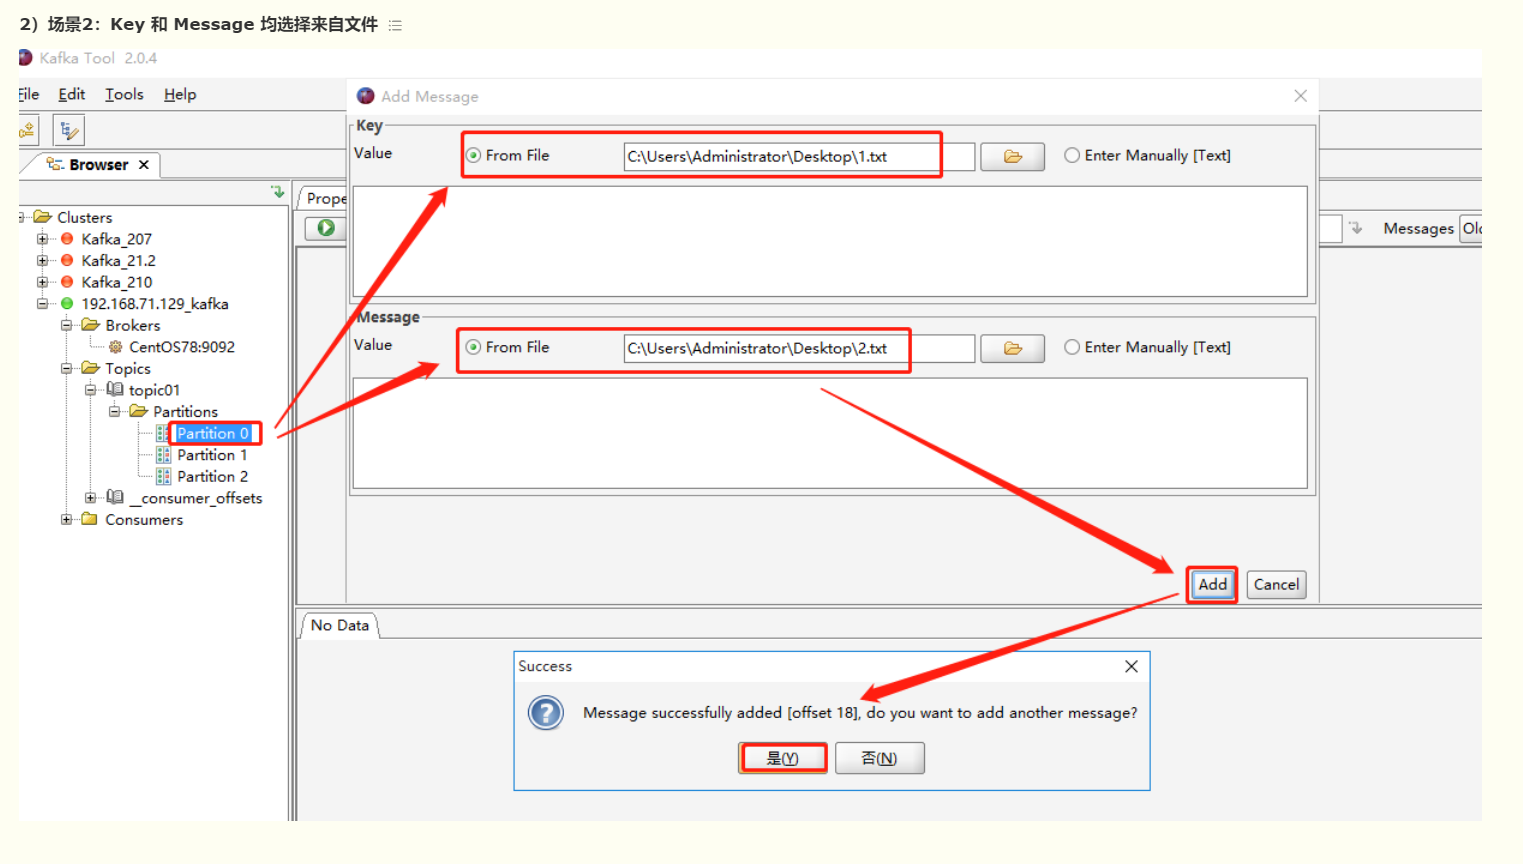 2）场景2：Key 和 Message 均选择来自文件
Kafka Tool 2.0.4
File Edit Tools Help
Add Message
Key
Value From File C:\Users\Administrator\Desktop\1.txt Enter Manually [Text]
Browser
Clusters
Kafka_207
Kafka_21.2
Kafka_210
192.168.71.129_kafka
Brokers
CentOS78:9092
Topics
topic01
Partitions
Partition 0
Partition 1
Partition 2
__consumer_offsets
Consumers
Prope
Messages Old
Message
Value From File C:\Users\Administrator\Desktop\2.txt Enter Manually [Text]
Add Cancel
No Data
Success
Message successfully added [offset 18], do you want to add another message?
是(Y) 否(N)